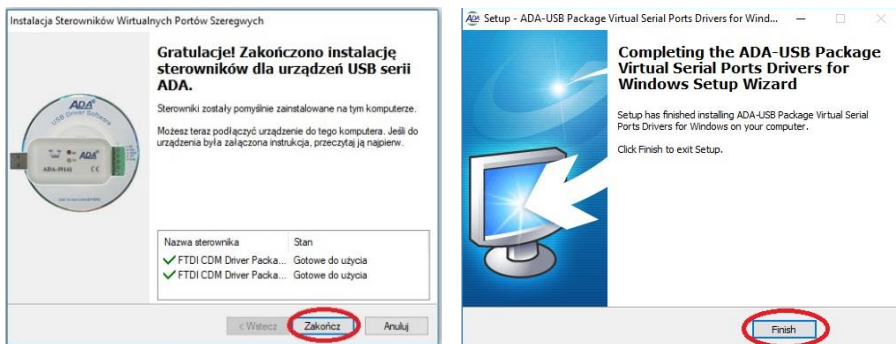 Instalacja Sterowników Wirtualnych Portów Szeregwych
Gratulacje! Zakończono instalację
sterowników dla urządzeń USB serii
ADA.
Sterowniki zostały pomyślnie zainstalowane na tym komputerze.
Możesz teraz podłączyć urządzenie do tego komputera. Jeśli do
urządzenia była załączona instrukcja, przeczytaj ją najpierw.
ADA
USB Driver Software
ADA
CE
Nazwa sterownika Stan
FTDI CDM Driver Packa... Gotowe do użycia
FTDI CDM Driver Packa... Gotowe do użycia
< Wstecz Zakończ Anuluj
Setup - ADA-USB Package Virtual Serial Ports Drivers for Wind...
Completing the ADA-USB Package
Virtual Serial Ports Drivers for
Windows Setup Wizard
Setup has finished installing ADA-USB Package Virtual Serial
Ports Drivers for Windows on your computer.
Click Finish to exit Setup.
Finish